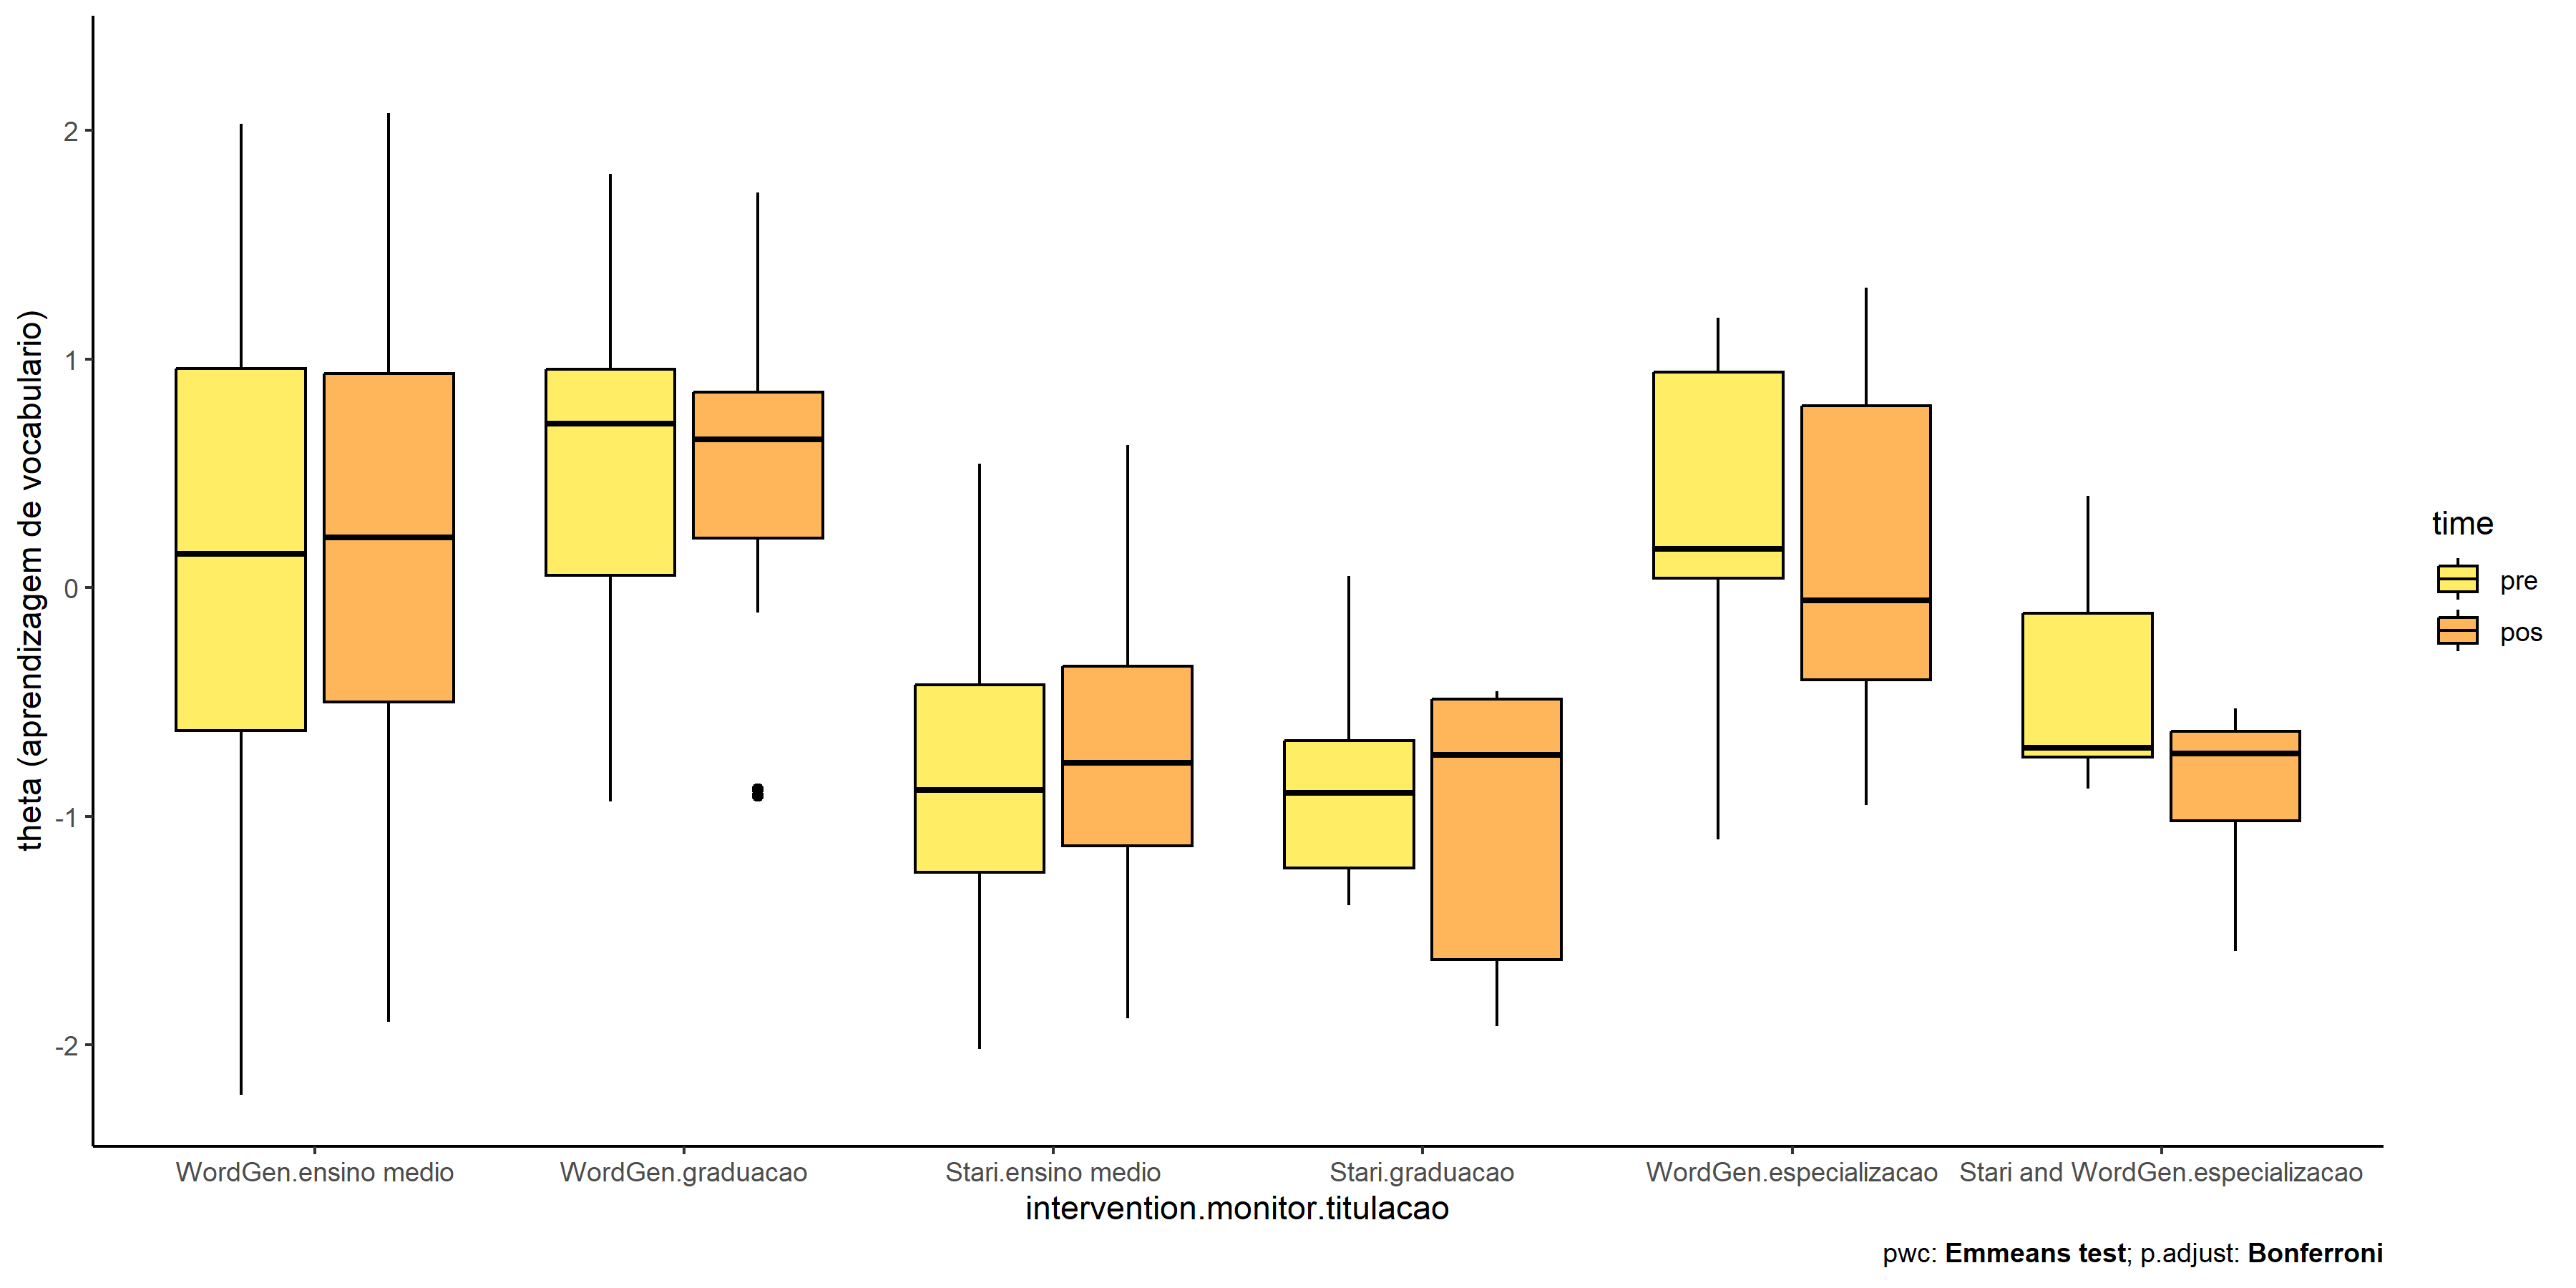 theta (aprendizagem de vocabulario)
2
1
0
-1
-2
WordGen.ensino medio
WordGen.graduacao
Stari.ensino medio
Stari.graduacao
WordGen.especializacao
Stari and WordGen.especializacao
intervention.monitor.titulacao
time
pre
pos
pwc: Emmeans test; p.adjust: Bonferroni